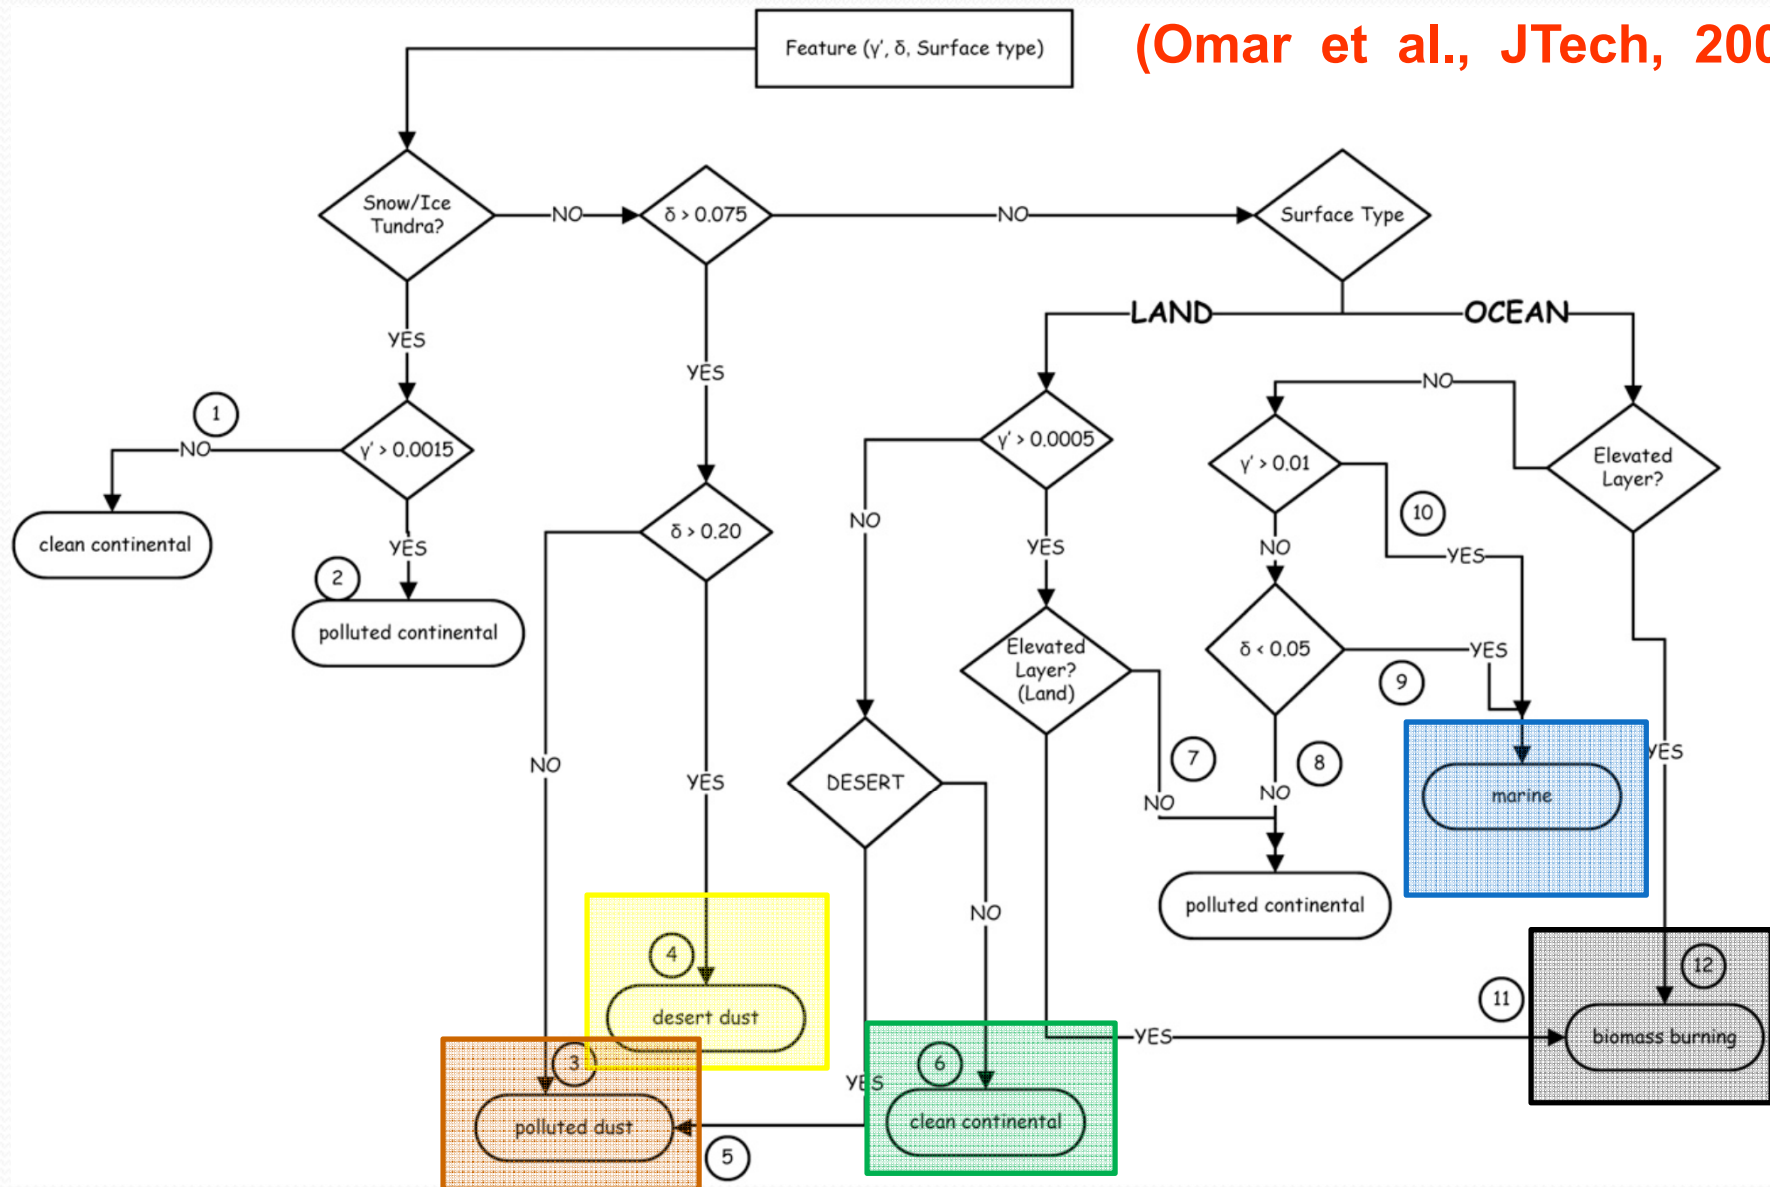 Feature (γ', δ, Surface type)
(Omar et al., JTech, 200
Snow/Ice
Tundra?
NO
δ > 0.075
NO
Surface Type
LAND
OCEAN
YES
YES
NO
1
NO
γ' > 0.0015
γ' > 0.0005
γ' > 0.01
Elevated
Layer?
clean continental
YES
δ > 0.20
NO
YES
NO
10
YES
2
polluted continental
Elevated
Layer?
(Land)
δ < 0.05
YES
9
NO
YES
DESERT
7
NO
8
NO
marine
YES
polluted continental
NO
4
desert dust
12
11
biomass burning
YES
3
YES
6
polluted dust
clean continental
5